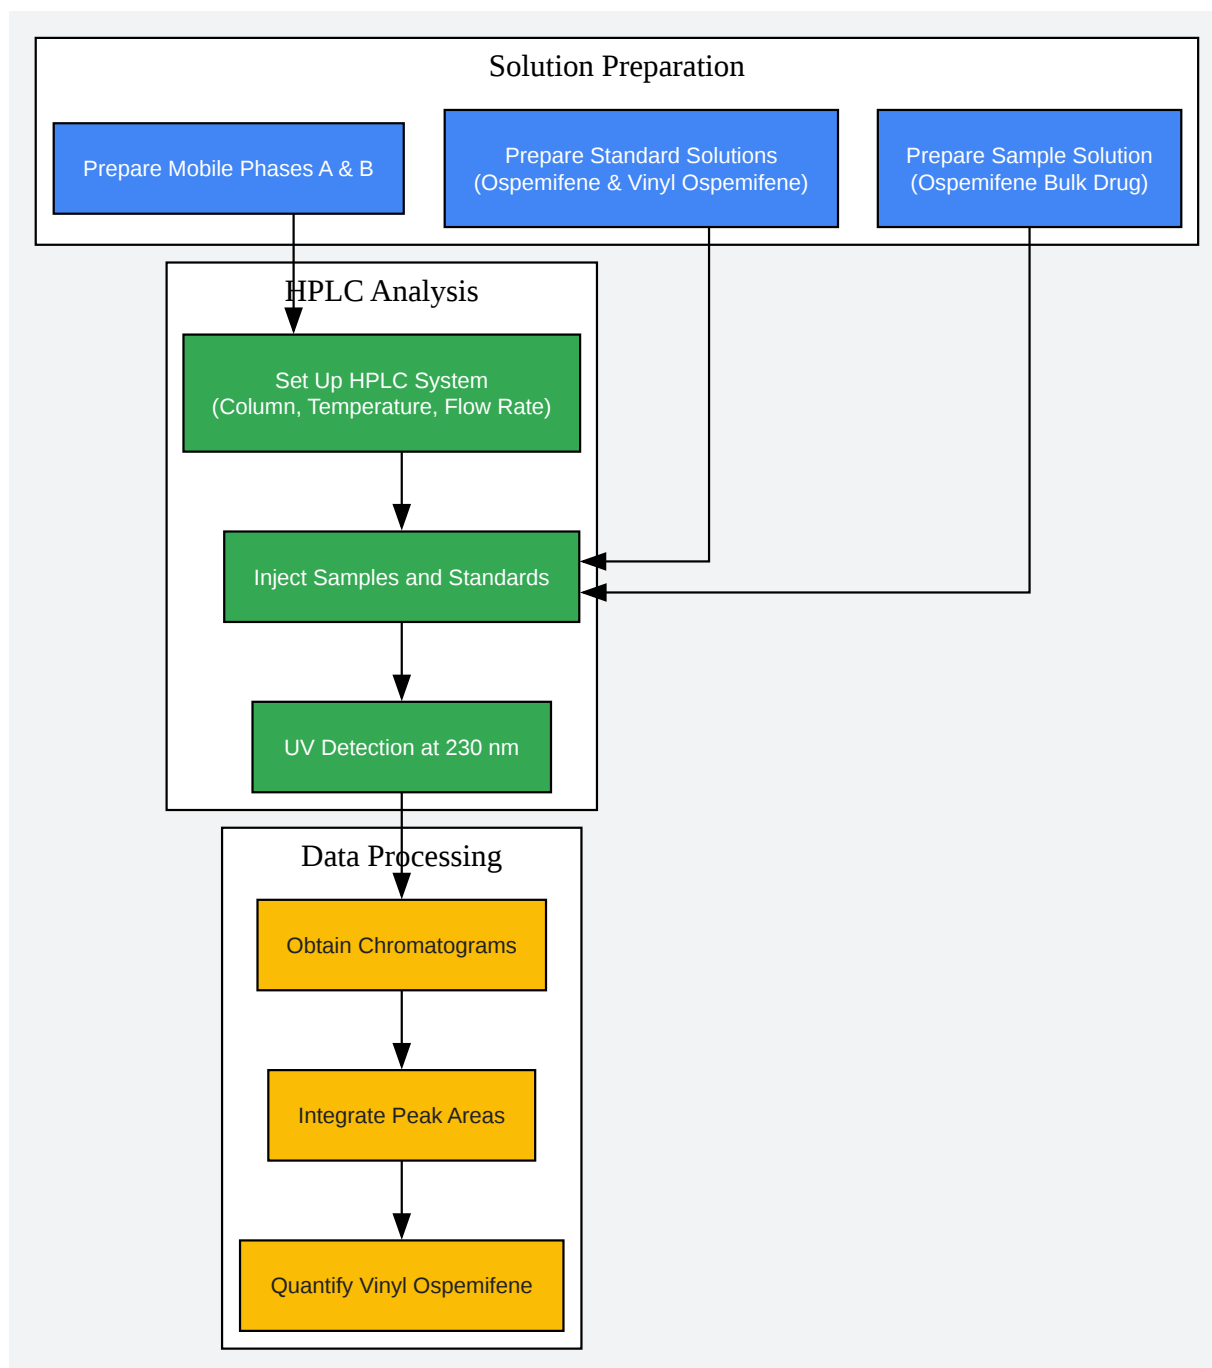 Solution Preparation
Prepare Mobile Phases A & B
Prepare Standard Solutions
(Ospemifene & Vinyl Ospemifene)
Prepare Sample Solution
(Ospemifene Bulk Drug)
HPLC Analysis
Set Up HPLC System
(Column, Temperature, Flow Rate)
Inject Samples and Standards
UV Detection at 230 nm
Data Processing
Obtain Chromatograms
Integrate Peak Areas
Quantify Vinyl Ospemifene